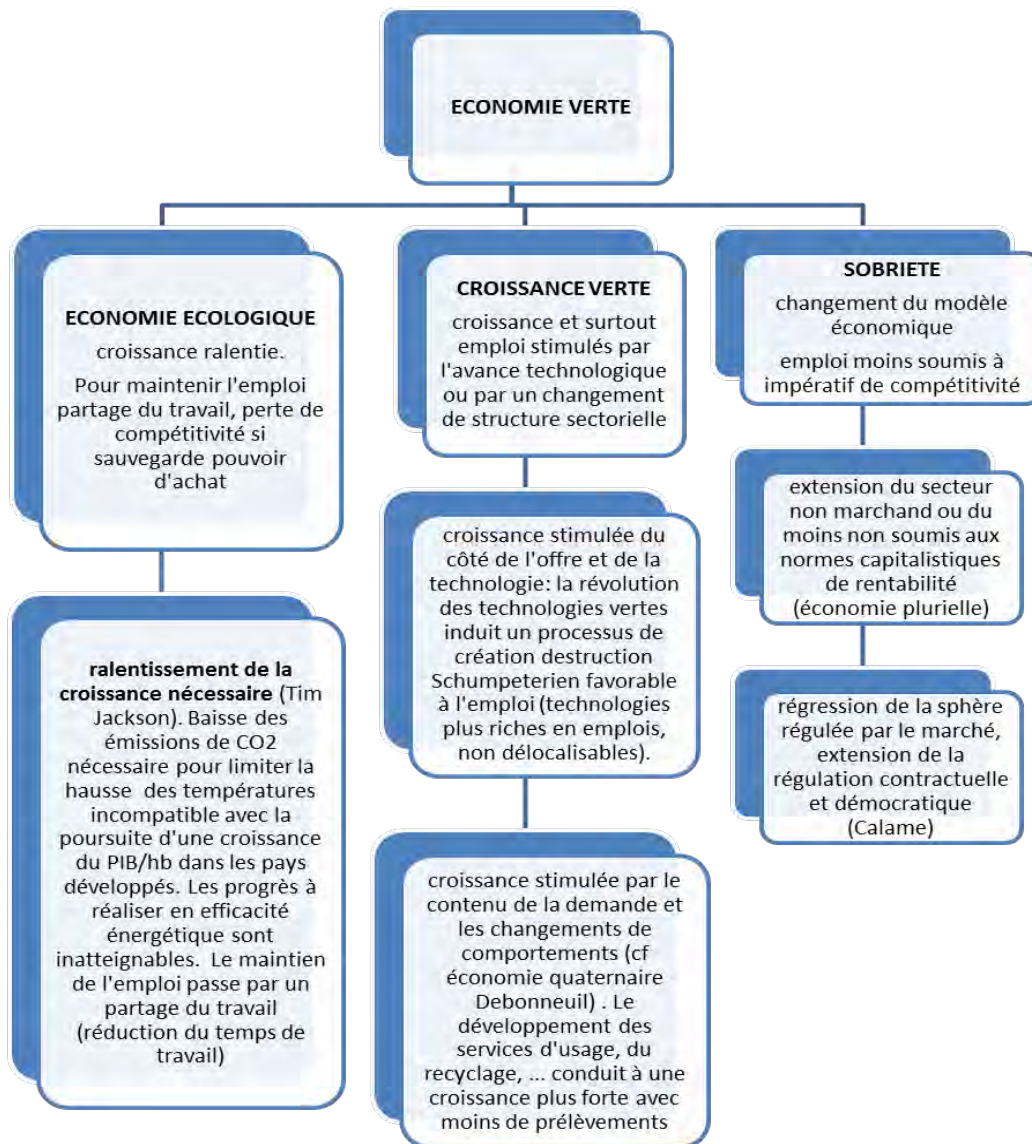 ECONOMIE VERTE
ECONOMIE ECOLOGIQUE
croissance ralentie.
Pour maintenir l'emploi
partage du travail, perte de
compétitivité si
sauvegarde pouvoir
d'achat
ralentissement de la
croissance nécessaire (Tim
Jackson). Baisse des
émissions de CO2
nécessaire pour limiter la
hausse des températures
incompatible avec la
poursuite d'une croissance
du PIB/hb dans les pays
développés. Les progrès à
réaliser en efficacité
énergétique sont
inatteignables. Le maintien
de l'emploi passe par un
partage du travail
(réduction du temps de
travail)
CROISSANCE VERTE
croissance et surtout
emploi stimulés par
l'avance technologique
ou par un changement
de structure sectorielle
croissance stimulée du
côté de l'offre et de la
technologie: la révolution
des technologies vertes
induit un processus de
création destruction
Schumpeterien favorable
à l'emploi (technologies
plus riches en emplois,
non délocalisables).
croissance stimulée par le
contenu de la demande et
les changements de
comportements (cf
économie quaternaire
Debonneuil) . Le
développement des
services d'usage, du
recyclage, ... conduit à une
croissance plus forte avec
moins de prélèvements
SOBRIETE
changement du modèle
économique
emploi moins soumis à
impératif de compétitivité
extension du secteur
non marchand ou du
moins non soumis aux
normes capitalistiques
de rentabilité
(économie plurielle)
régression de la sphère
régulée par le marché,
extension de la
régulation contractuelle
et démocratique
(Calame)